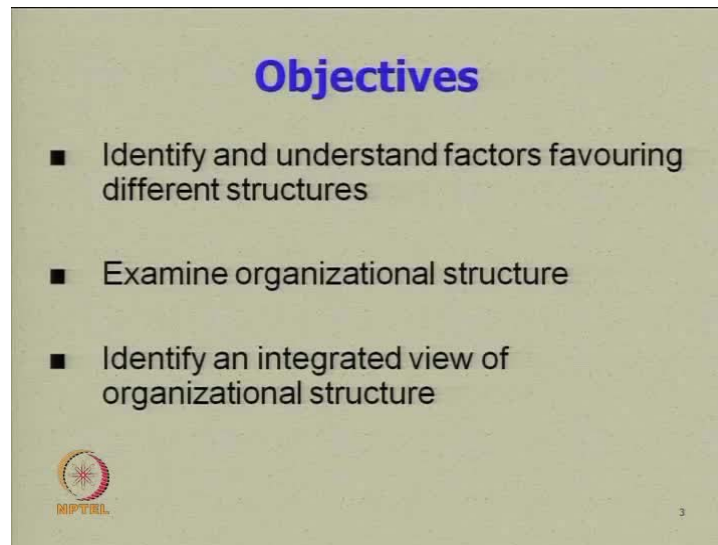 Objectives
■ Identify and understand factors favouring
different structures
■ Examine organizational structure
■ Identify an integrated view of
organizational structure
NPTEL
3